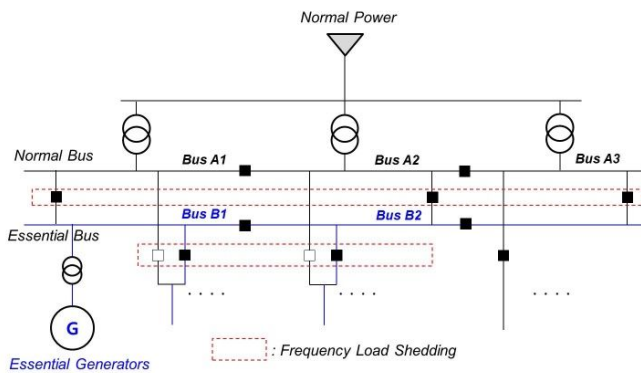 Normal Power
Normal Bus
Bus A1
Bus A2
Bus A3
Bus B1
Bus B2
Essential Bus
. . . .
. . . .
. . . .
G
Essential Generators
: Frequency Load Shedding